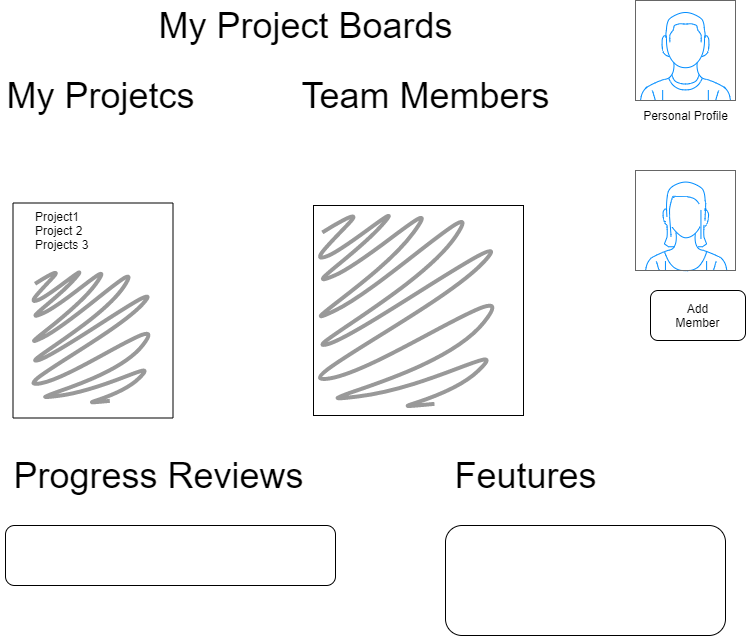 My Project Boards
My Projetcs
Team Members
Personal Profile
Project1
Project 2
Projects 3
Add
Member
Progress Reviews
Feutures